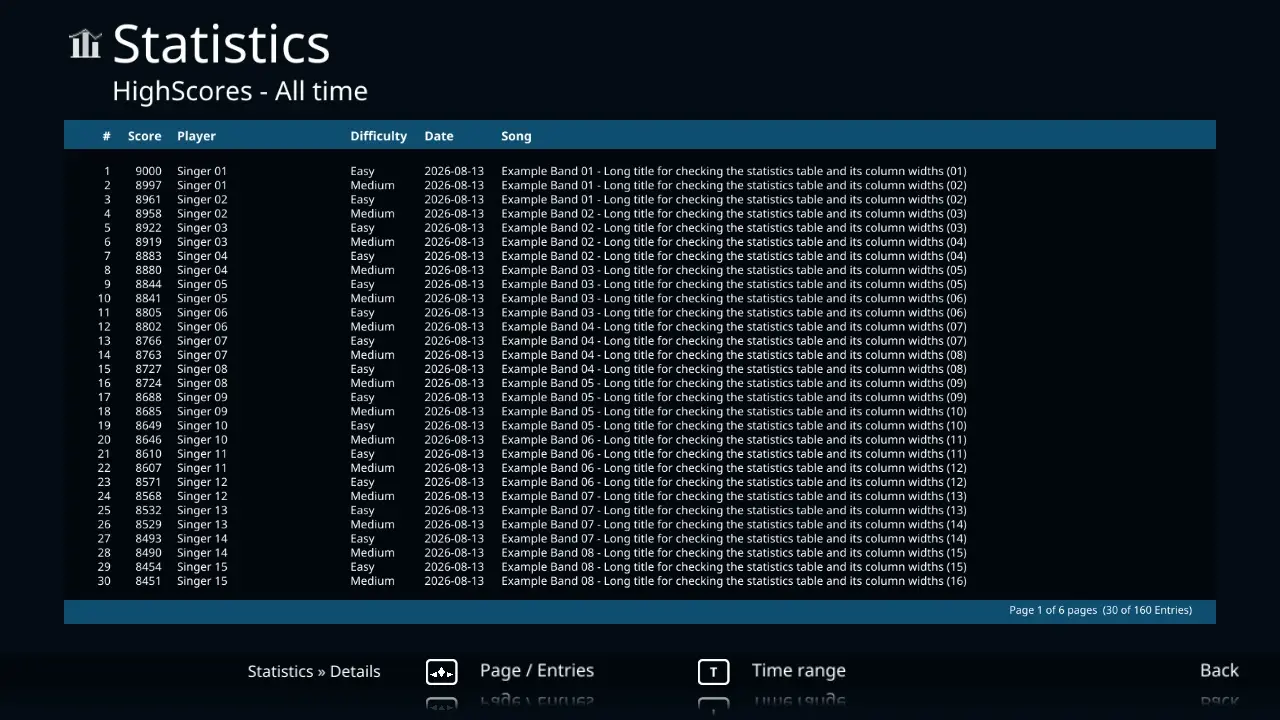 Statistics
HighScores - All time
# Score Player Difficulty Date Song
1 9000 Singer 01 Easy 2026-08-13 Example Band 01 - Long title for checking the statistics table and its column widths (01)
2 8997 Singer 01 Medium 2026-08-13 Example Band 01 - Long title for checking the statistics table and its column widths (02)
3 8961 Singer 02 Easy 2026-08-13 Example Band 01 - Long title for checking the statistics table and its column widths (02)
4 8958 Singer 02 Medium 2026-08-13 Example Band 02 - Long title for checking the statistics table and its column widths (03)
5 8922 Singer 03 Easy 2026-08-13 Example Band 02 - Long title for checking the statistics table and its column widths (03)
6 8919 Singer 03 Medium 2026-08-13 Example Band 02 - Long title for checking the statistics table and its column widths (04)
7 8883 Singer 04 Easy 2026-08-13 Example Band 02 - Long title for checking the statistics table and its column widths (04)
8 8880 Singer 04 Medium 2026-08-13 Example Band 03 - Long title for checking the statistics table and its column widths (05)
9 8844 Singer 05 Easy 2026-08-13 Example Band 03 - Long title for checking the statistics table and its column widths (05)
10 8841 Singer 05 Medium 2026-08-13 Example Band 03 - Long title for checking the statistics table and its column widths (06)
11 8805 Singer 06 Easy 2026-08-13 Example Band 03 - Long title for checking the statistics table and its column widths (06)
12 8802 Singer 06 Medium 2026-08-13 Example Band 04 - Long title for checking the statistics table and its column widths (07)
13 8766 Singer 07 Easy 2026-08-13 Example Band 04 - Long title for checking the statistics table and its column widths (07)
14 8763 Singer 07 Medium 2026-08-13 Example Band 04 - Long title for checking the statistics table and its column widths (08)
15 8727 Singer 08 Easy 2026-08-13 Example Band 04 - Long title for checking the statistics table and its column widths (08)
16 8724 Singer 08 Medium 2026-08-13 Example Band 05 - Long title for checking the statistics table and its column widths (09)
17 8688 Singer 09 Easy 2026-08-13 Example Band 05 - Long title for checking the statistics table and its column widths (09)
18 8685 Singer 09 Medium 2026-08-13 Example Band 05 - Long title for checking the statistics table and its column widths (10)
19 8649 Singer 10 Easy 2026-08-13 Example Band 05 - Long title for checking the statistics table and its column widths (10)
20 8646 Singer 10 Medium 2026-08-13 Example Band 06 - Long title for checking the statistics table and its column widths (11)
21 8610 Singer 11 Easy 2026-08-13 Example Band 06 - Long title for checking the statistics table and its column widths (11)
22 8607 Singer 11 Medium 2026-08-13 Example Band 06 - Long title for checking the statistics table and its column widths (12)
23 8571 Singer 12 Easy 2026-08-13 Example Band 06 - Long title for checking the statistics table and its column widths (12)
24 8568 Singer 12 Medium 2026-08-13 Example Band 07 - Long title for checking the statistics table and its column widths (13)
25 8532 Singer 13 Easy 2026-08-13 Example Band 07 - Long title for checking the statistics table and its column widths (13)
26 8529 Singer 13 Medium 2026-08-13 Example Band 07 - Long title for checking the statistics table and its column widths (14)
27 8493 Singer 14 Easy 2026-08-13 Example Band 07 - Long title for checking the statistics table and its column widths (14)
28 8490 Singer 14 Medium 2026-08-13 Example Band 08 - Long title for checking the statistics table and its column widths (15)
29 8454 Singer 15 Easy 2026-08-13 Example Band 08 - Long title for checking the statistics table and its column widths (15)
30 8451 Singer 15 Medium 2026-08-13 Example Band 08 - Long title for checking the statistics table and its column widths (16)
Page 1 of 6 pages (30 of 160 Entries)
Statistics » Details Page / Entries T Time range Back